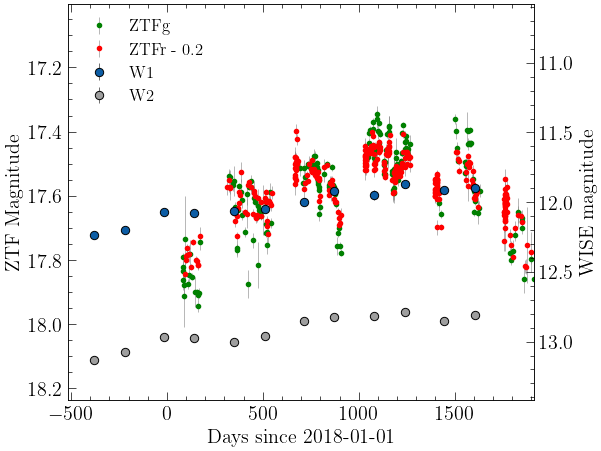 ZTFg
ZTFr - 0.2
W1
W2
17.2
17.4
17.6
17.8
18.0
18.2
ZTF Magnitude
11.0
11.5
12.0
12.5
13.0
WISE magnitude
−500
0
500
1000
1500
Days since 2018-01-01